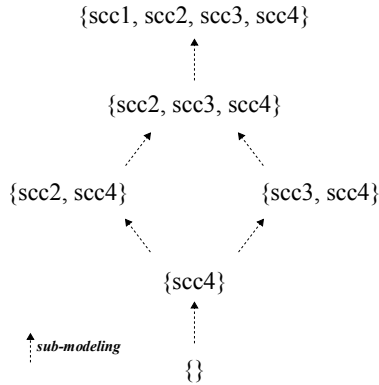 {scc1, scc2, scc3, scc4}
{scc2, scc3, scc4}
{scc2, scc4} {scc3, scc4}
{scc4}
sub-modeling
{}